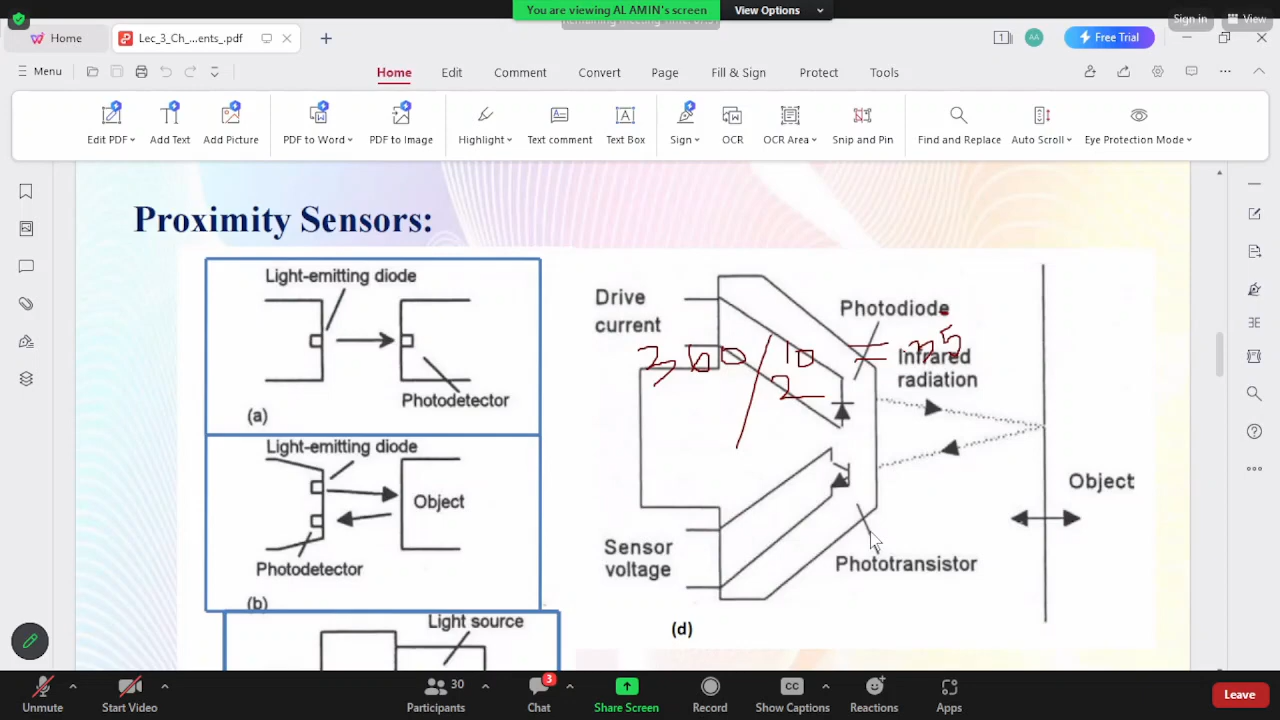 You are viewing AL AMIN's screen
View Options
Sign in
View
Home
Lec_3_Ch_...ents_.pdf
1
AA
Free Trial
Menu
Home
Edit
Comment
Convert
Page
Fill & Sign
Protect
Tools
Edit PDF
Add Text
Add Picture
PDF to Word
PDF to Image
Highlight
Text comment
Text Box
Sign
OCR
OCR Area
Snip and Pin
Find and Replace
Auto Scroll
Eye Protection Mode
Proximity Sensors:
Light-emitting diode
Photodetector
(a)
Light-emitting diode
Object
Photodetector
(b)
Light source
Drive
current
Photodiode
Infrared
radiation
Object
Sensor
voltage
Phototransistor
(d)
Unmute
Start Video
30
Participants
3
Chat
Share Screen
Record
CC
Show Captions
Reactions
Apps
Leave